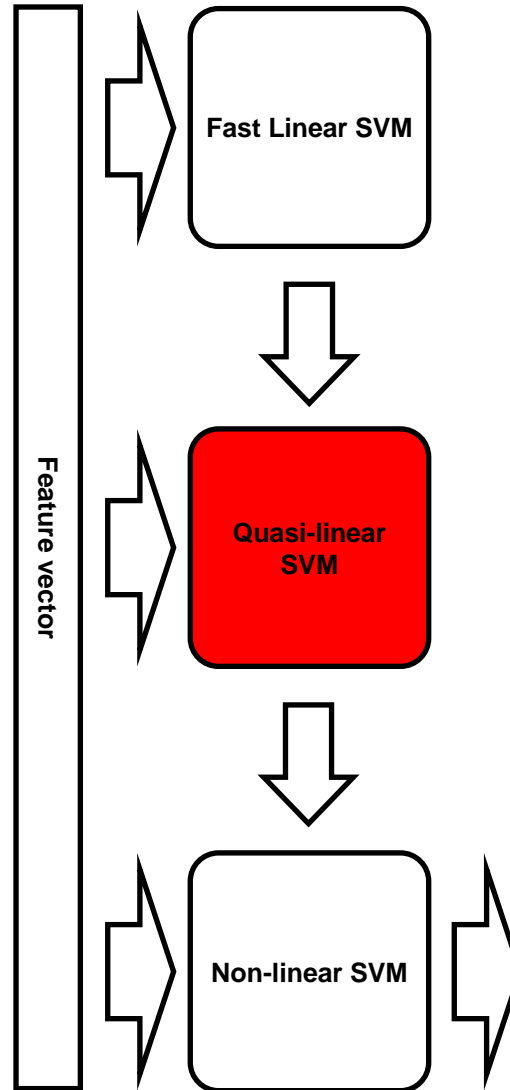 Fast Linear SVM
Feature vector
Quasi-linear
SVM
Non-linear SVM